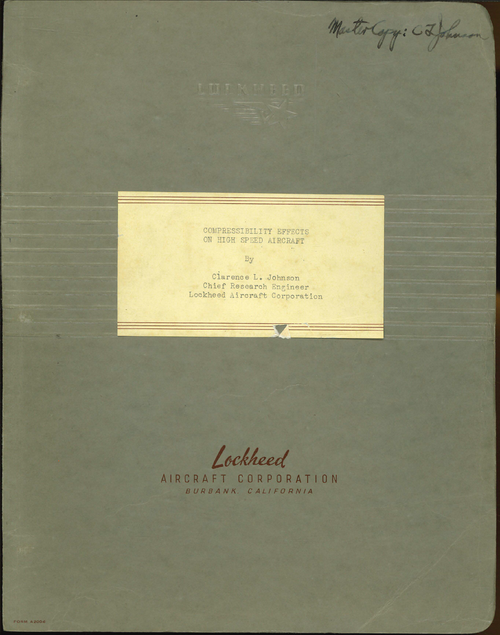 Master Copy: C L Johnson
LOCKHEED
COMPRESSIBILITY EFFECTS
ON HIGH SPEED AIRCRAFT
By
Clarence L. Johnson
Chief Research Engineer
Lockheed Aircraft Corporation
Lockheed
AIRCRAFT CORPORATION
BURBANK, CALIFORNIA